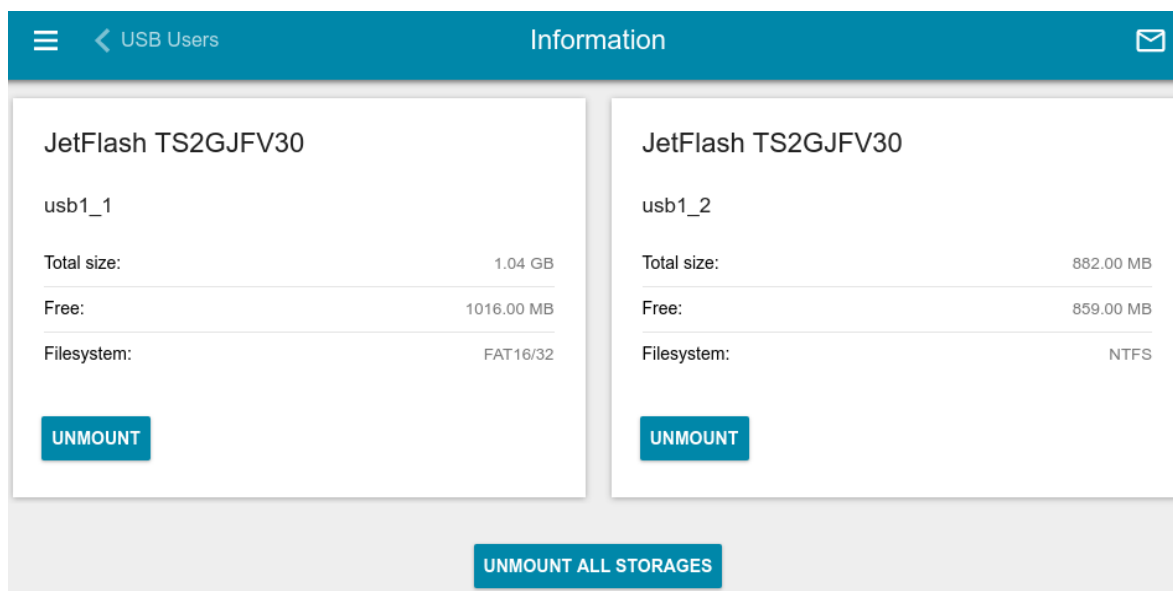 USB Users
Information
JetFlash TS2GJFV30
usb1_1
Total size: 1.04 GB
Free: 1016.00 MB
Filesystem: FAT16/32
UNMOUNT
JetFlash TS2GJFV30
usb1_2
Total size: 882.00 MB
Free: 859.00 MB
Filesystem: NTFS
UNMOUNT
UNMOUNT ALL STORAGES